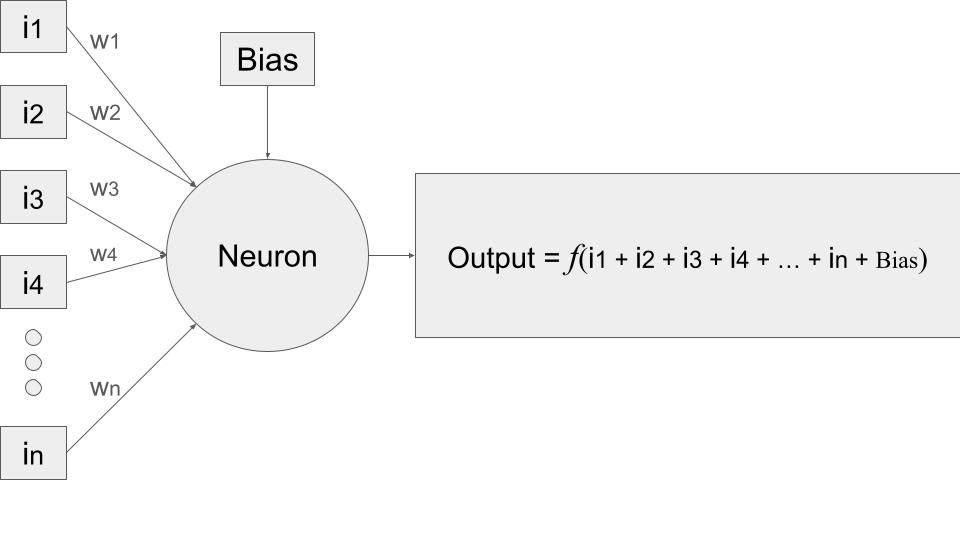 i1
w1
Bias
i2
w2
i3
w3
w4
i4
Neuron
Output = f(i1 + i2 + i3 + i4 + … + in + Bias)
wn
in